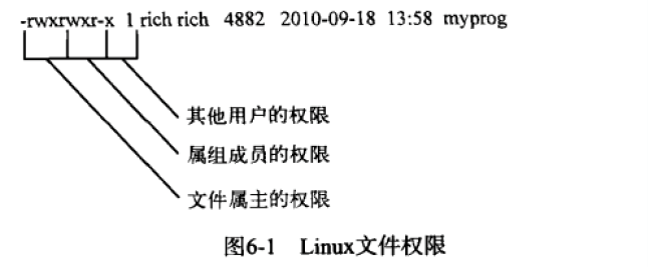 -rwxrwxr-x 1 rich rich 4882 2010-09-18 13:58 myprog
其他用户的权限
属组成员的权限
文件属主的权限
图6-1 Linux文件权限